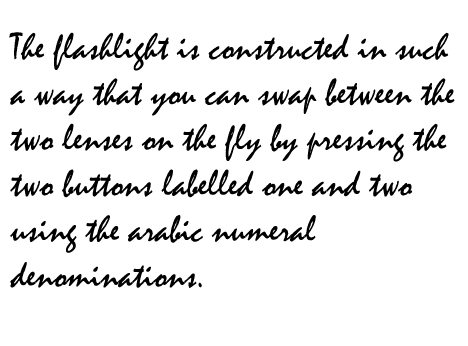 The flashlight is constructed in such
a way that you can swap between the
two lenses on the fly by pressing the
two buttons labelled one and two
using the arabic numeral
denominations.